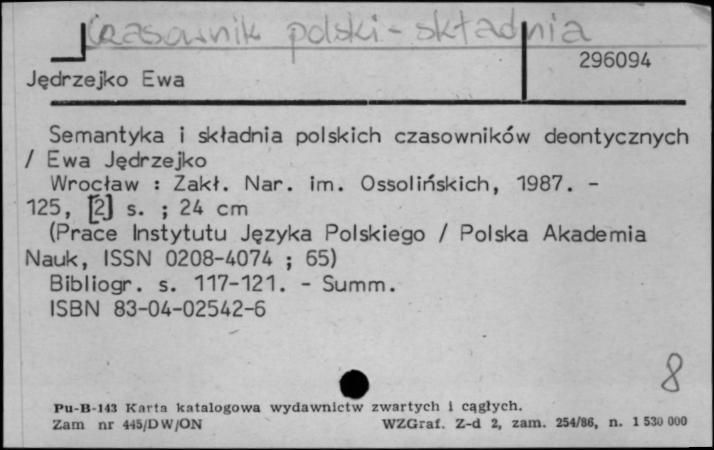 Czasownik polski - składnia
296094
Jędrzejko Ewa
Semantyka i składnia polskich czasowników deontycznych
/ Ewa Jędrzejko
Wrocław : Zakł. Nar. im. Ossolińskich, 1987. -
125, [2] s. ; 24 cm
(Prace Instytutu Języka Polskiego / Polska Akademia
Nauk, ISSN 0208-4074 ; 65)
Bibliogr. s. 117-121. - Summ.
ISBN 83-04-02542-6
8
Pu-B-143 Karta katalogowa wydawnictw zwartych i ciągłych.
Zam nr 445/DW/ON WZGraf. Z-d 2, zam. 254/86, n. 1 530 000